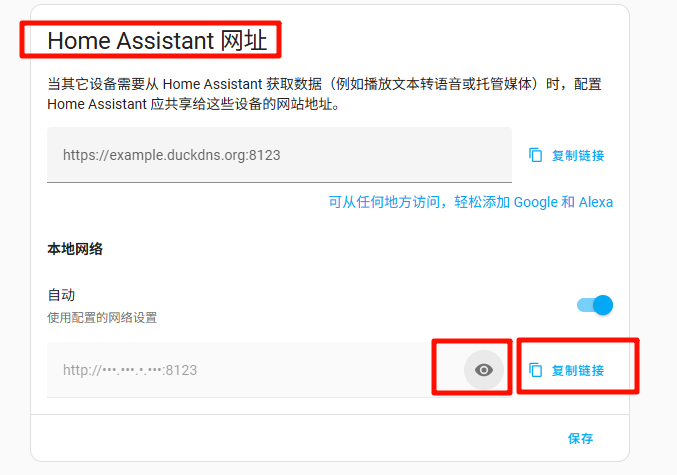 Home Assistant 网址
当其它设备需要从 Home Assistant 获取数据（例如播放文本转语音或托管媒体）时，配置
Home Assistant 应共享给这些设备的网站地址。
https://example.duckdns.org:8123
复制链接
可从任何地方访问，轻松添加 Google 和 Alexa
本地网络
自动
使用配置的网络设置
http://•••.•••.•.•••:8123
复制链接
保存